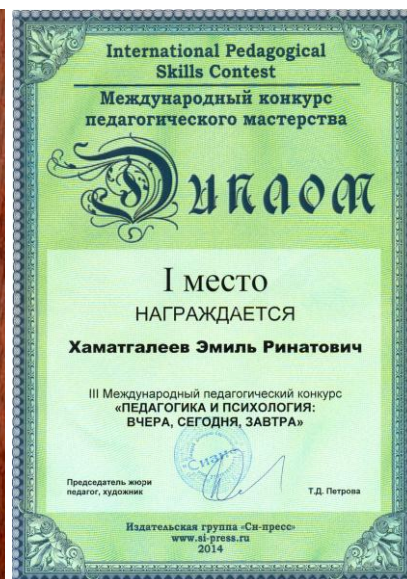 International Pedagogical
Skills Contest
Международный конкурс
педагогического мастерства
Диплом
I место
НАГРАЖДАЕТСЯ
Хаматгалеев Эмиль Ринатович
III Международный педагогический конкурс
«ПЕДАГОГИКА И ПСИХОЛОГИЯ:
ВЧЕРА, СЕГОДНЯ, ЗАВТРА»
Председатель жюри
педагог, художник
Т.Д. Петрова
Издательская группа «Си-пресс»
www.si-press.ru
2014